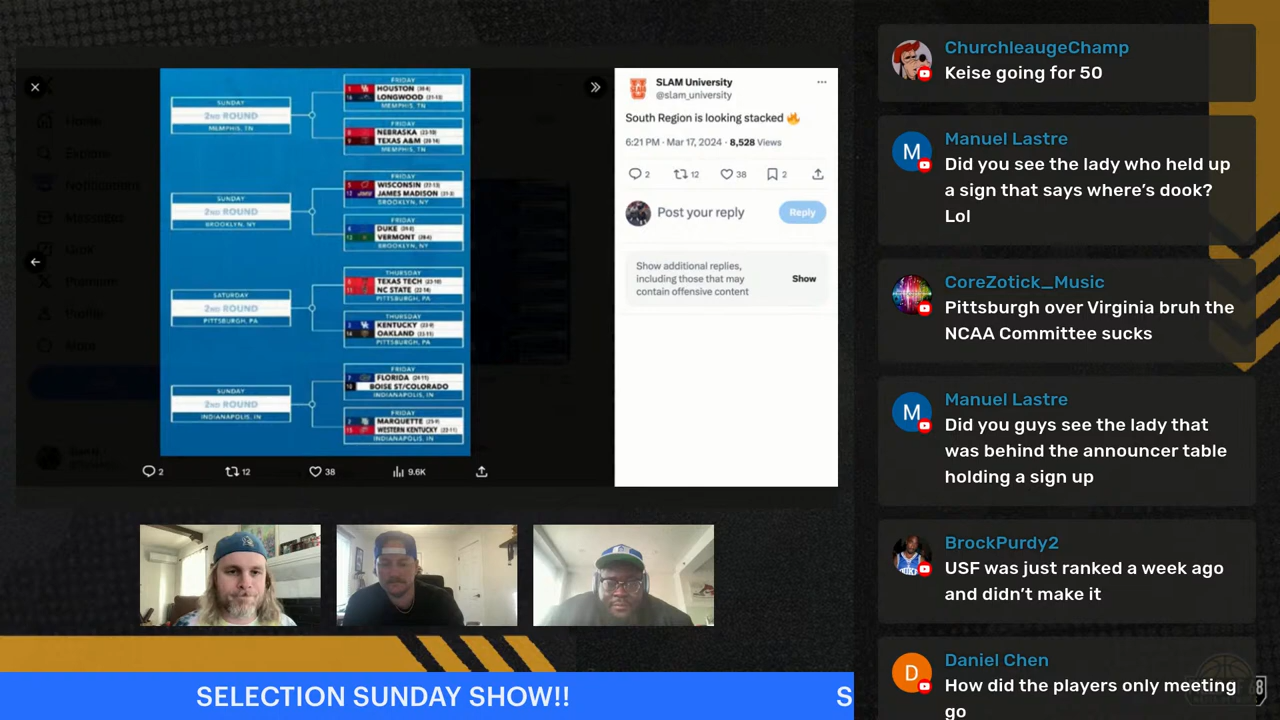 SUNDAY
2ND ROUND
MEMPHIS, TN
FRIDAY
HOUSTON
LONGWOOD
MEMPHIS, TN
FRIDAY
NEBRASKA
TEXAS A&M
MEMPHIS, TN
SUNDAY
2ND ROUND
BROOKLYN, NY
FRIDAY
WISCONSIN
JAMES MADISON
BROOKLYN, NY
FRIDAY
DUKE
VERMONT
BROOKLYN, NY
SATURDAY
2ND ROUND
PITTSBURGH, PA
THURSDAY
TEXAS TECH
NC STATE
PITTSBURGH, PA
THURSDAY
KENTUCKY
OAKLAND
PITTSBURGH, PA
SUNDAY
2ND ROUND
INDIANAPOLIS, IN
FRIDAY
FLORIDA
BOISE ST/COLORADO
INDIANAPOLIS, IN
FRIDAY
MARQUETTE
WESTERN KENTUCKY
INDIANAPOLIS, IN
2 12 38 9.6K
SLAM University
@slam_university
South Region is looking stacked 🔥
6:21 PM · Mar 17, 2024 · 8,528 Views
2 12 38 2
Post your reply
Reply
Show additional replies,
including those that may
contain offensive content
Show
ChurchleaugeChamp
Keise going for 50
M
Manuel Lastre
Did you see the lady who held up
a sign that says where's dook?
Lol
CoreZotick_Music
Pittsburgh over Virginia bruh the
NCAA Committee sucks
M
Manuel Lastre
Did you guys see the lady that
was behind the announcer table
holding a sign up
BrockPurdy2
USF was just ranked a week ago
and didn't make it
D
Daniel Chen
How did the players only meeting
go
SELECTION SUNDAY SHOW!!
S